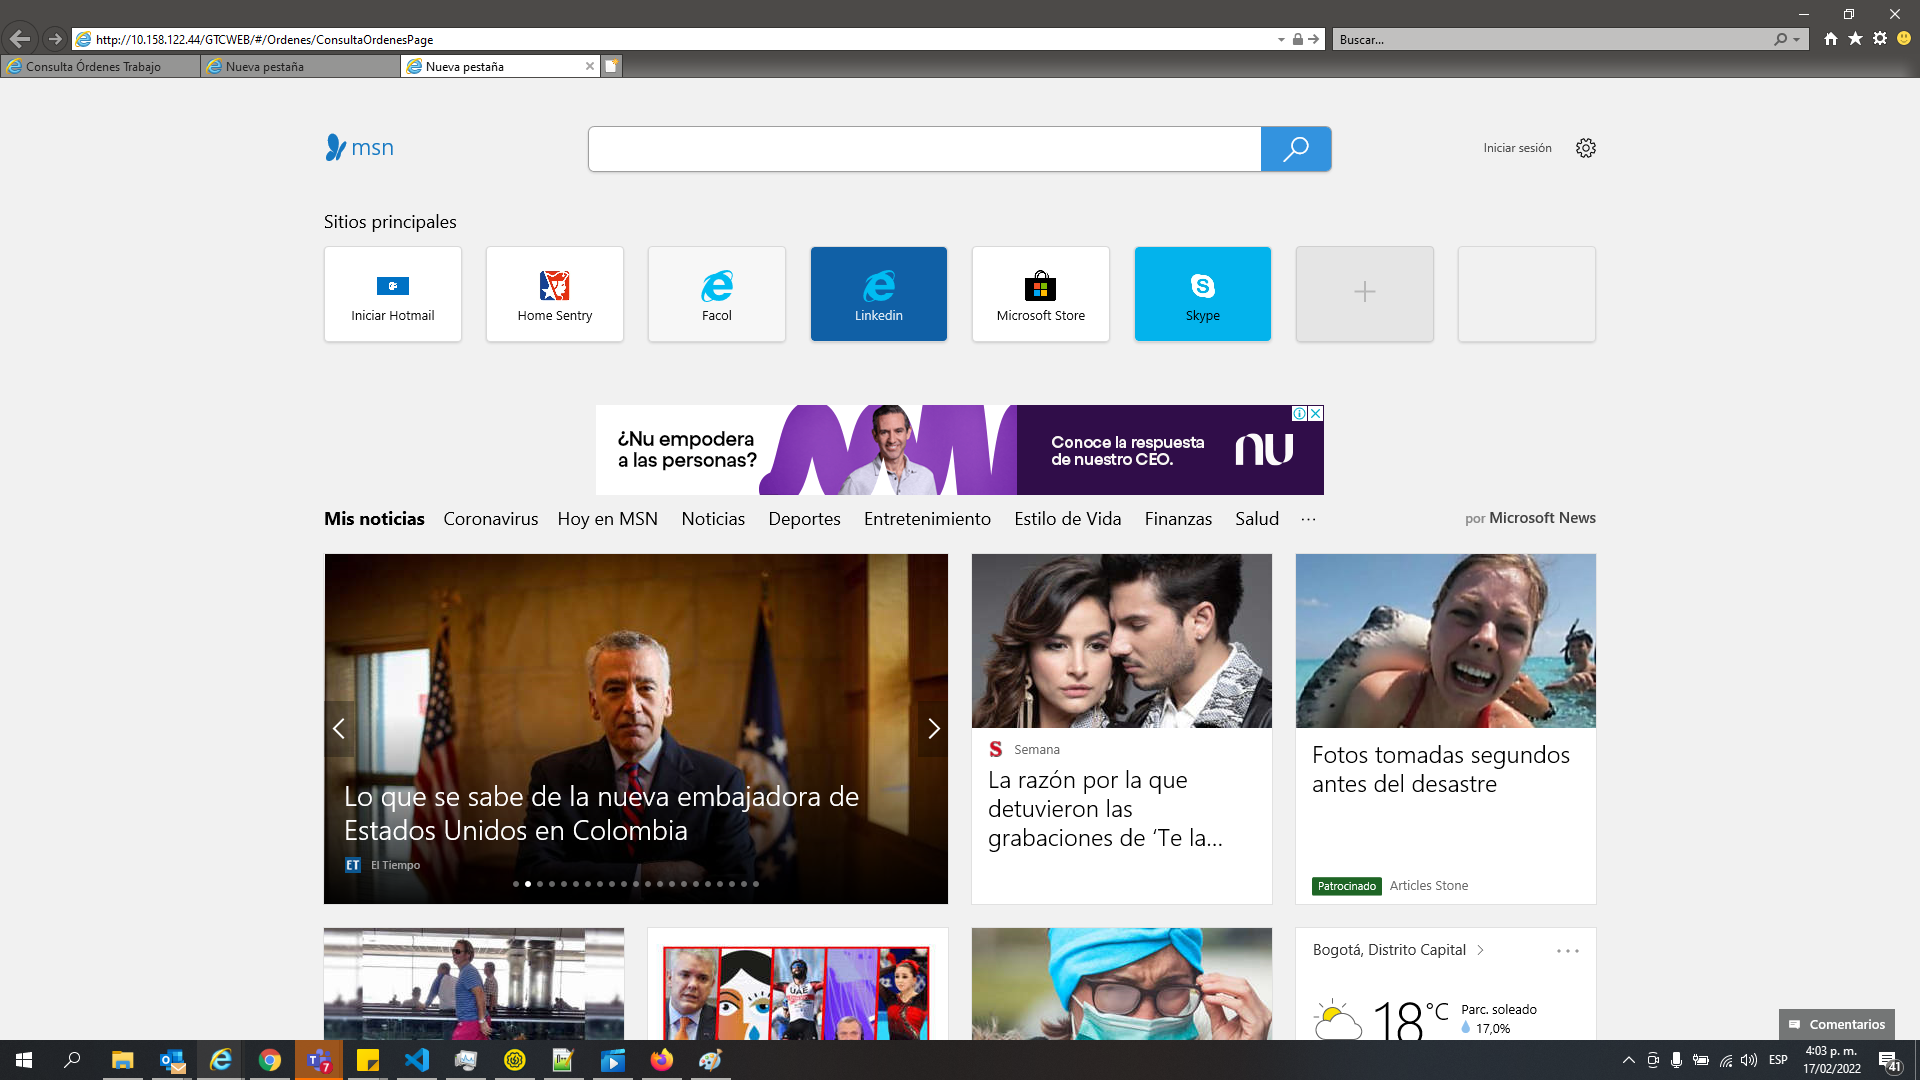 http://10.158.122.44/GTCWEB/#/Ordenes/ConsultaOrdenesPage
Buscar...
Consulta Órdenes Trabajo
Nueva pestaña
Nueva pestaña
msn
Iniciar sesión
Sitios principales
Iniciar Hotmail
Home Sentry
Facol
Linkedin
Microsoft Store
Skype
¿Nu empodera
a las personas?
Conoce la respuesta
de nuestro CEO.
nu
Mis noticias Coronavirus Hoy en MSN Noticias Deportes Entretenimiento Estilo de Vida Finanzas Salud ...
por Microsoft News
Lo que se sabe de la nueva embajadora de
Estados Unidos en Colombia
ET El Tiempo
S Semana
La razón por la que
detuvieron las
grabaciones de ‘Te la...
Fotos tomadas segundos
antes del desastre
Patrocinado Articles Stone
UAE
Bogotá, Distrito Capital
18°C
Parc. soleado
17,0%
Comentarios
7
ESP
4:03 p. m.
17/02/2022
41